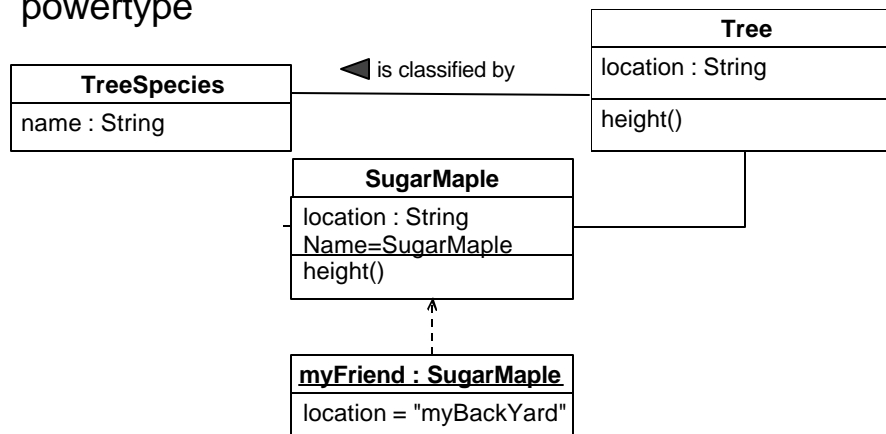 powertype
Tree
is classified by
location : String
TreeSpecies
name : String
height()
SugarMaple
location : String
Name=SugarMaple
height()
myFriend : SugarMaple
location = "myBackYard"